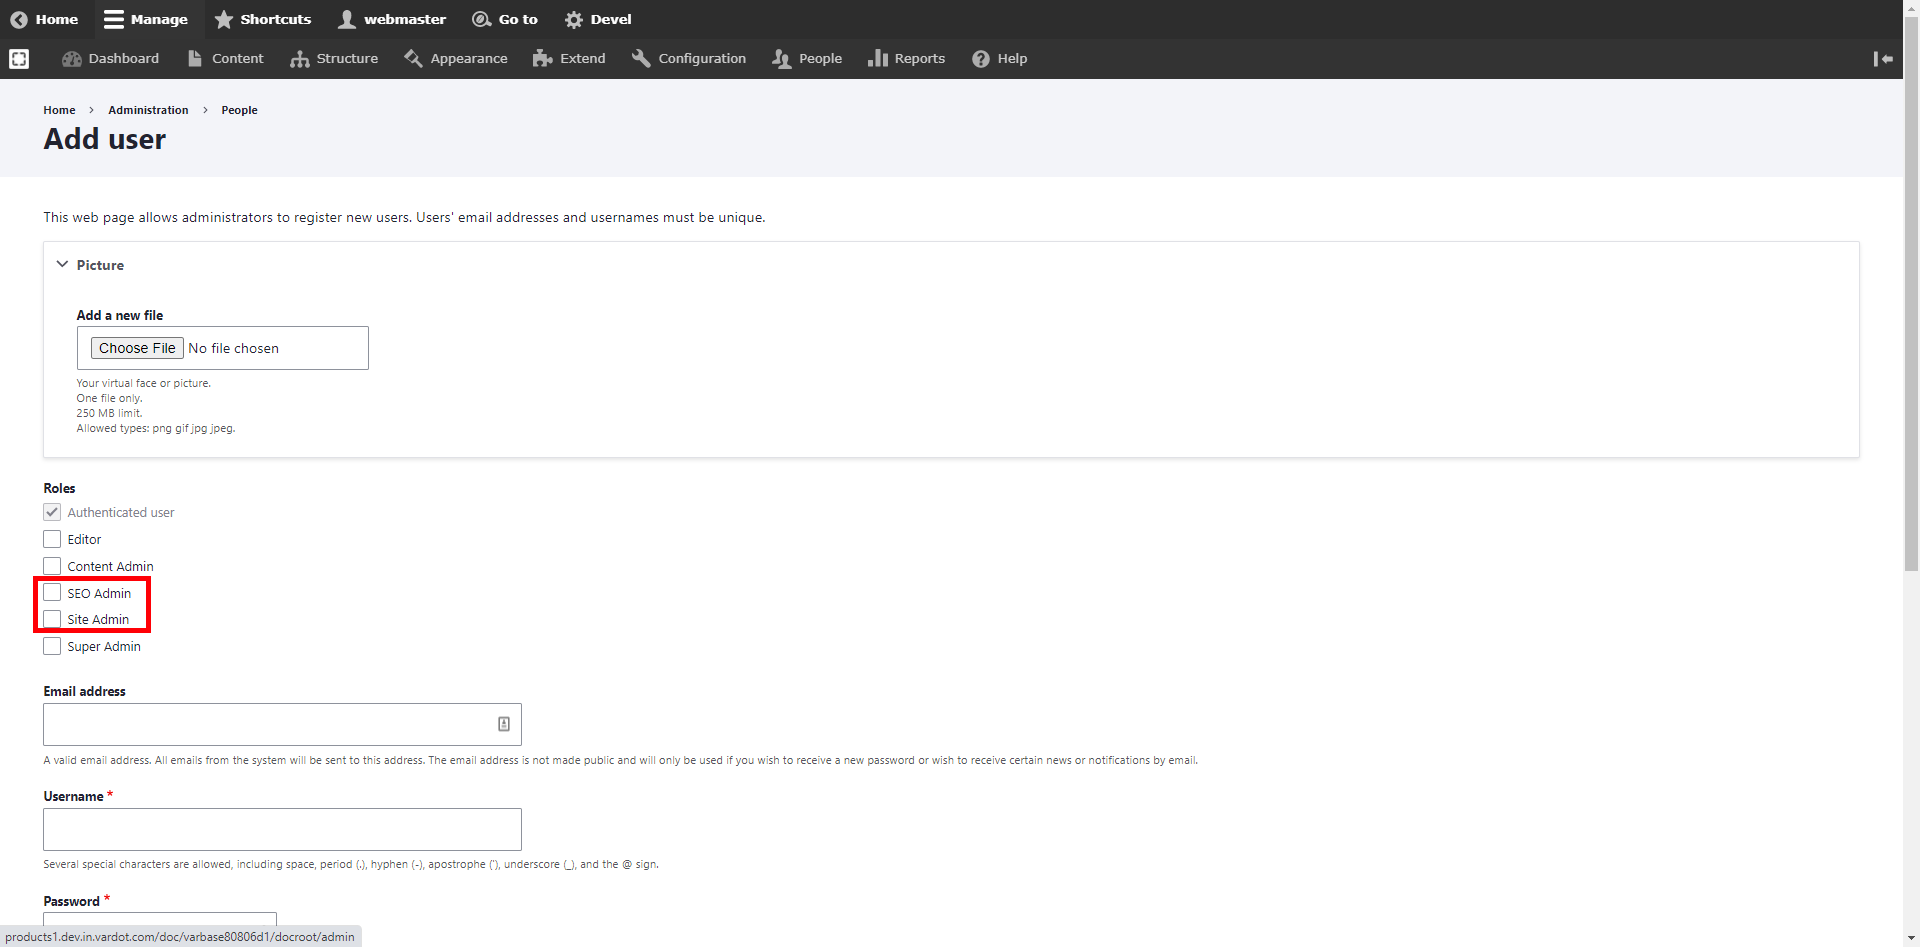 Home Manage Shortcuts webmaster Go to Devel
Dashboard Content Structure Appearance Extend Configuration People Reports Help
Home › Administration › People
Add user
This web page allows administrators to register new users. Users' email addresses and usernames must be unique.
Picture
Add a new file
Choose File No file chosen
Your virtual face or picture.
One file only.
250 MB limit.
Allowed types: png gif jpg jpeg.
Roles
Authenticated user
Editor
Content Admin
SEO Admin
Site Admin
Super Admin
Email address
A valid email address. All emails from the system will be sent to this address. The email address is not made public and will only be used if you wish to receive a new password or wish to receive certain news or notifications by email.
Username *
Several special characters are allowed, including space, period (.), hyphen (-), apostrophe ('), underscore (_), and the @ sign.
Password *
products1.dev.in.vardot.com/doc/varbase80806d1/docroot/admin